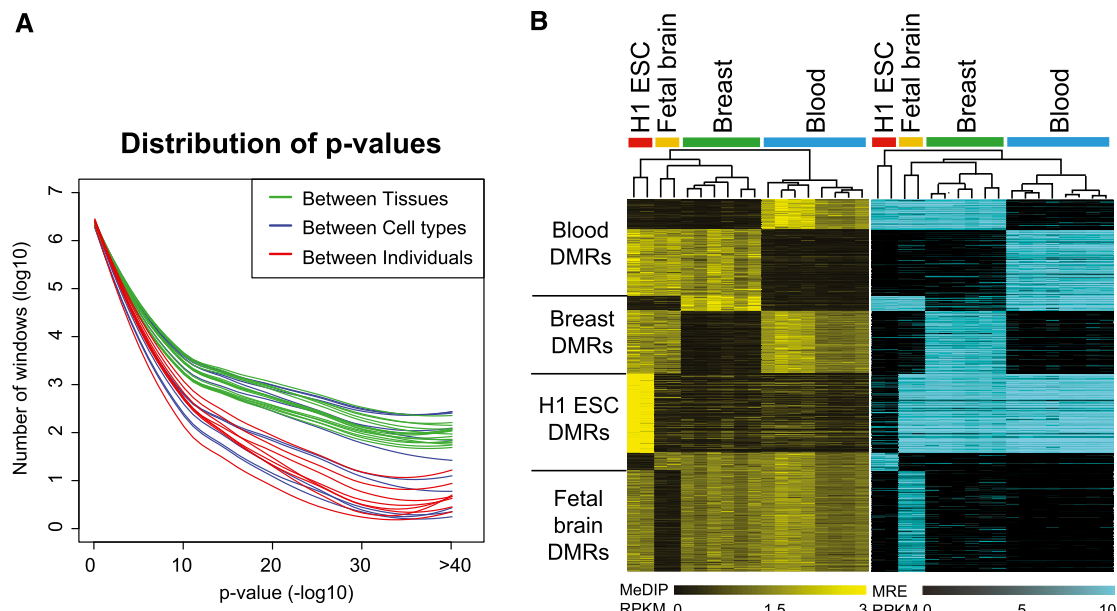 A
Distribution of p-values
Number of windows (log10)
7
6
5
4
3
2
1
0
Between Tissues
Between Cell types
Between Individuals
0
10
20
30
>40
p-value (-log10)
B
H1 ESC
Fetal brain
Breast
Blood
H1 ESC
Fetal brain
Breast
Blood
Blood
DMRs
Breast
DMRs
H1 ESC
DMRs
Fetal
brain
DMRs
MeDIP
RPKM 0 1.5 3
MRE
RPKM 0 5 10